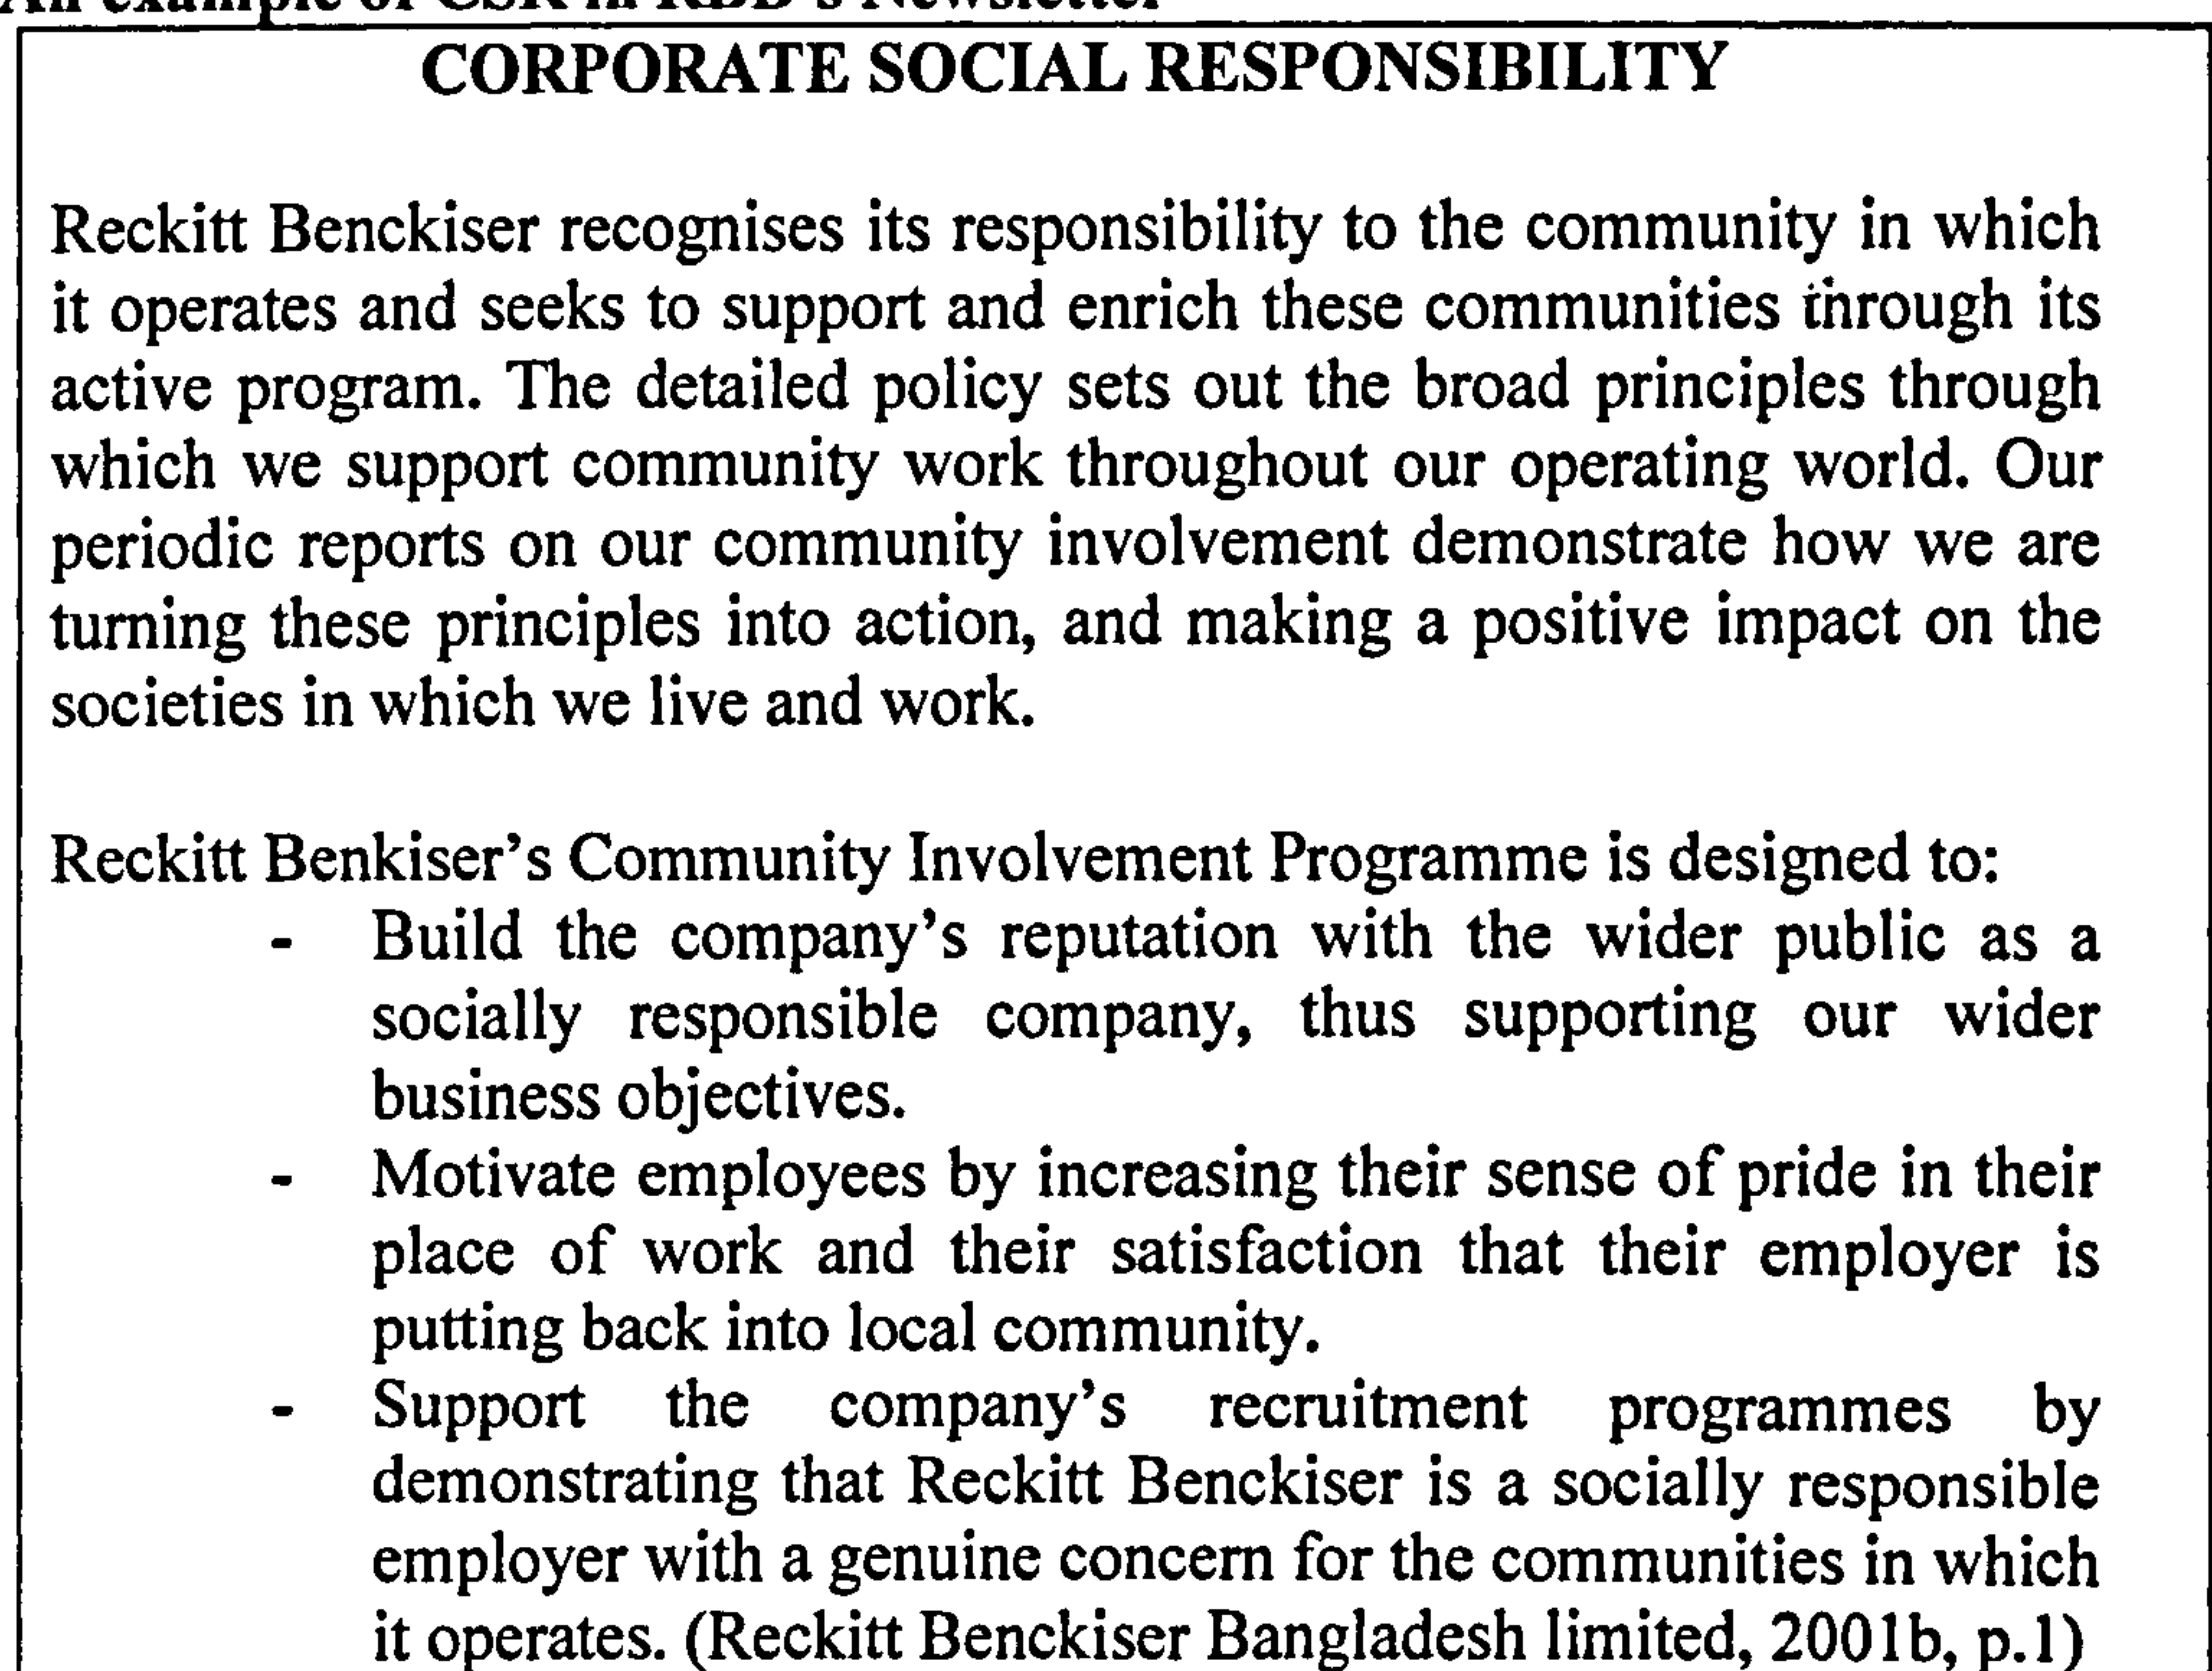 An example of CSR in RBB's Newsletter
CORPORATE SOCIAL RESPONSIBILITY
Reckitt Benckiser recognises its responsibility to the community in which
it operates and seeks to support and enrich these communities through its
active program. The detailed policy sets out the broad principles through
which we support community work throughout our operating world. Our
periodic reports on our community involvement demonstrate how we are
turning these principles into action, and making a positive impact on the
societies in which we live and work.
Reckitt Benkiser's Community Involvement Programme is designed to:
- Build the company's reputation with the wider public as a
socially responsible company, thus supporting our wider
business objectives.
- Motivate employees by increasing their sense of pride in their
place of work and their satisfaction that their employer is
putting back into local community.
- Support the company's recruitment programmes by
demonstrating that Reckitt Benckiser is a socially responsible
employer with a genuine concern for the communities in which
it operates. (Reckitt Benckiser Bangladesh limited, 2001b, p.1)